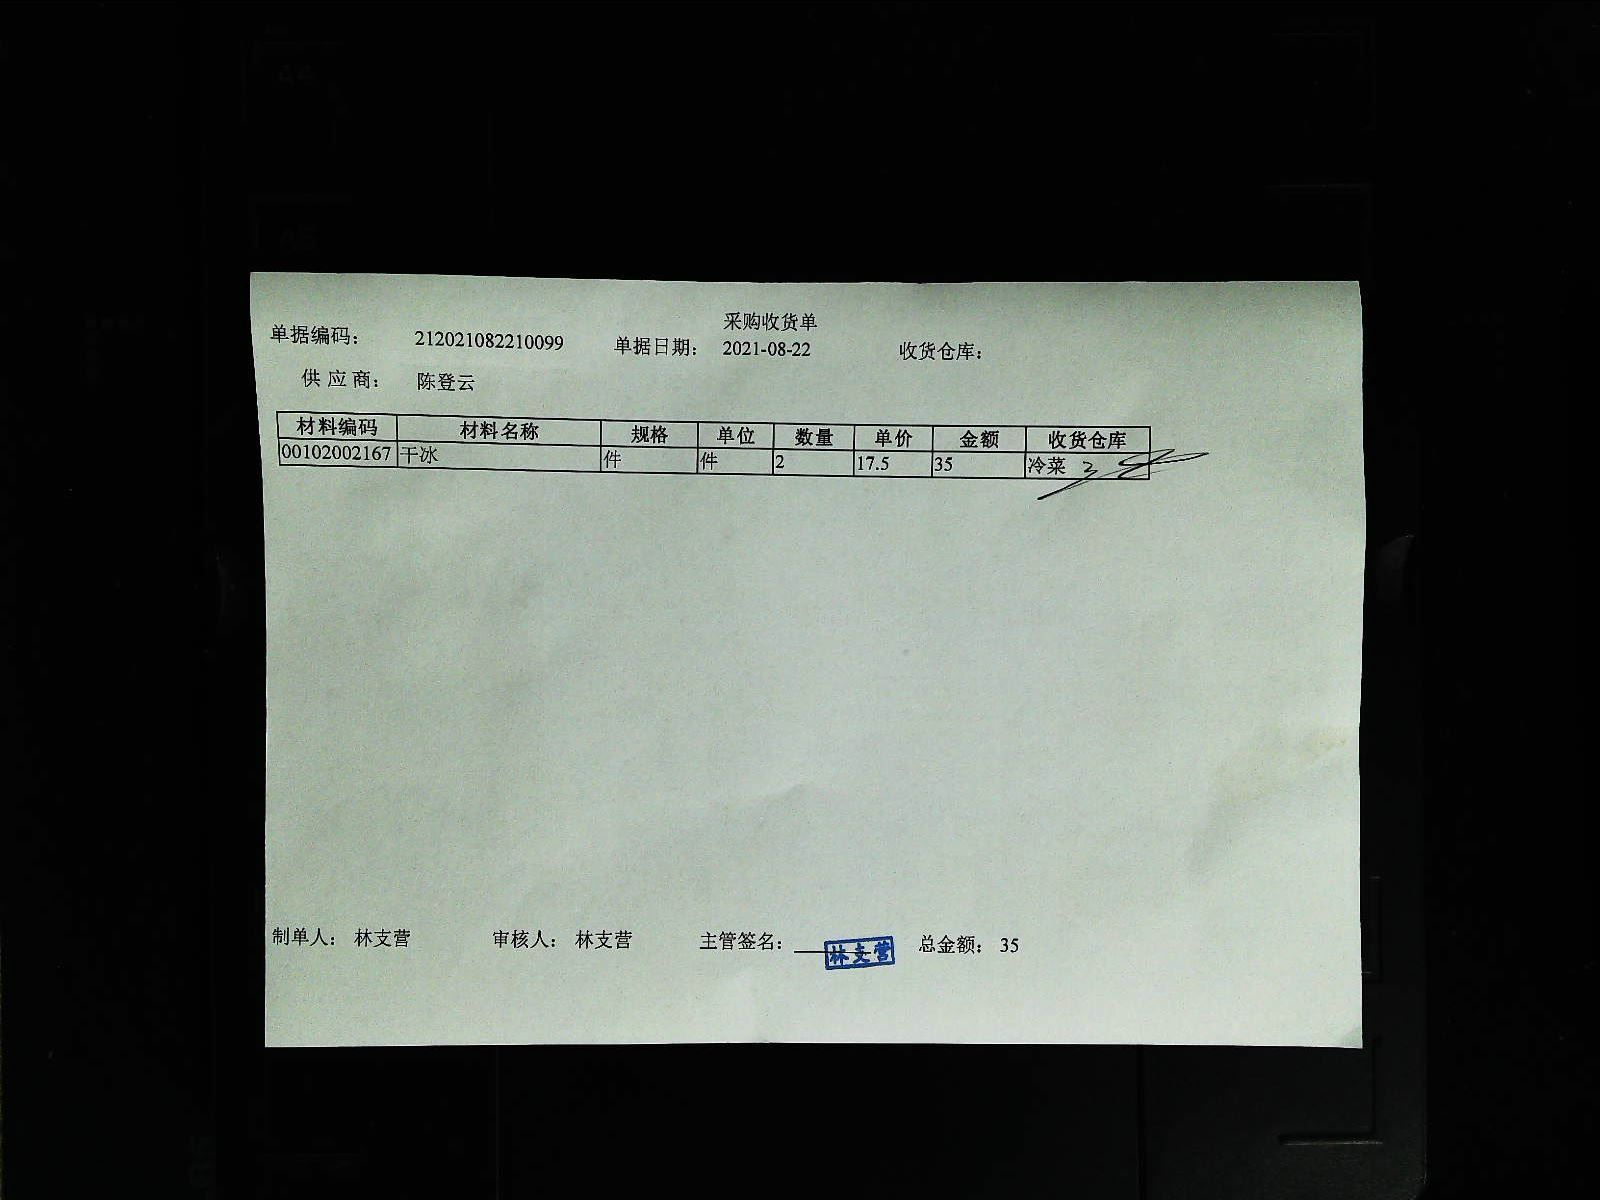 采购收货单
单据编码： 212021082210099 单据日期： 2021-08-22 收货仓库：
供应商： 陈登云
材料编码 材料名称 规格 单位 数量 单价 金额 收货仓库
00102002167 干冰 件 件 2 17.5 35 冷菜
制单人： 林支营 审核人： 林支营 主管签名： 林支营 总金额： 35